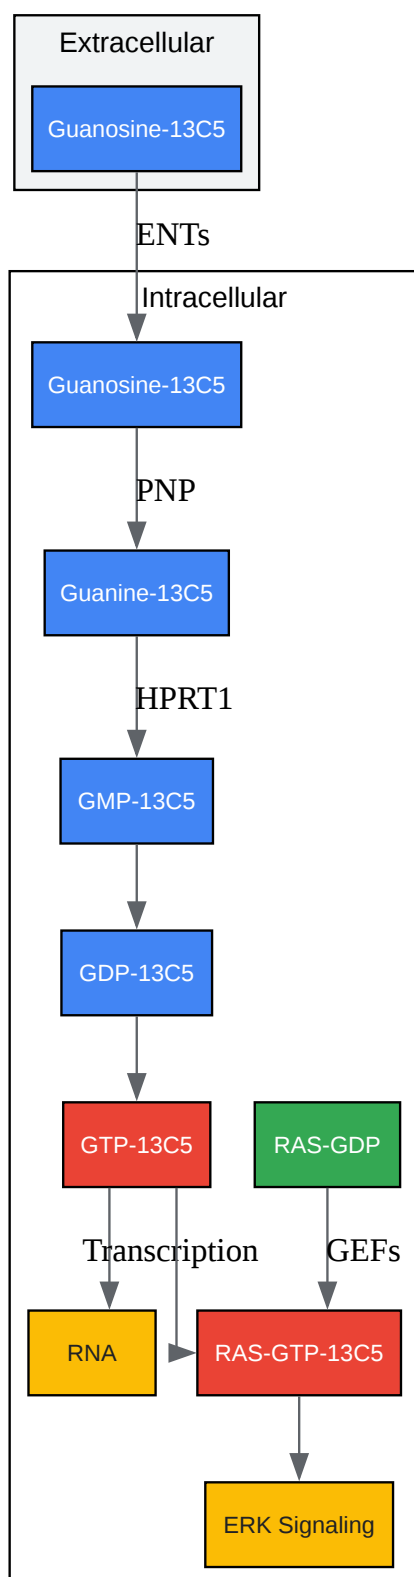 Extracellular
Guanosine-13C5
ENTs
Intracellular
Guanosine-13C5
PNP
Guanine-13C5
HPRT1
GMP-13C5
GDP-13C5
GTP-13C5
RAS-GDP
Transcription
GEFs
RNA
RAS-GTP-13C5
ERK Signaling